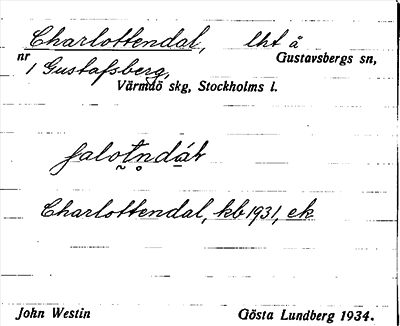 Charlottendal, lht å
nr 1 Gustafsberg, Gustavsbergs sn,
Värmdö skg, Stockholms l.
Charlottendal, kb 1931, ek
John Westin Gösta Lundberg 1934.